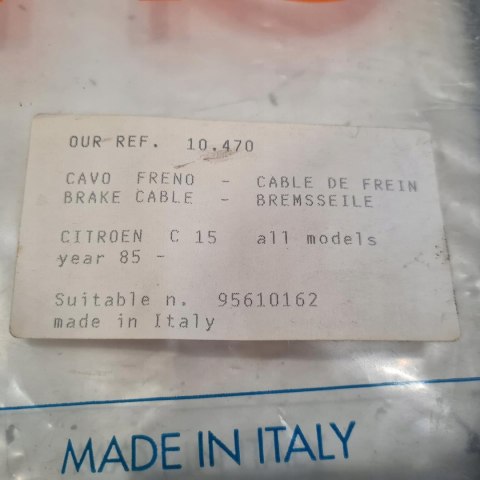 OUR REF. 10.470
CAVO FRENO - CABLE DE FREIN
BRAKE CABLE - BREMSSEILE
CITROEN C 15 all models
year 85 -
Suitable n. 95610162
made in Italy
MADE IN ITALY